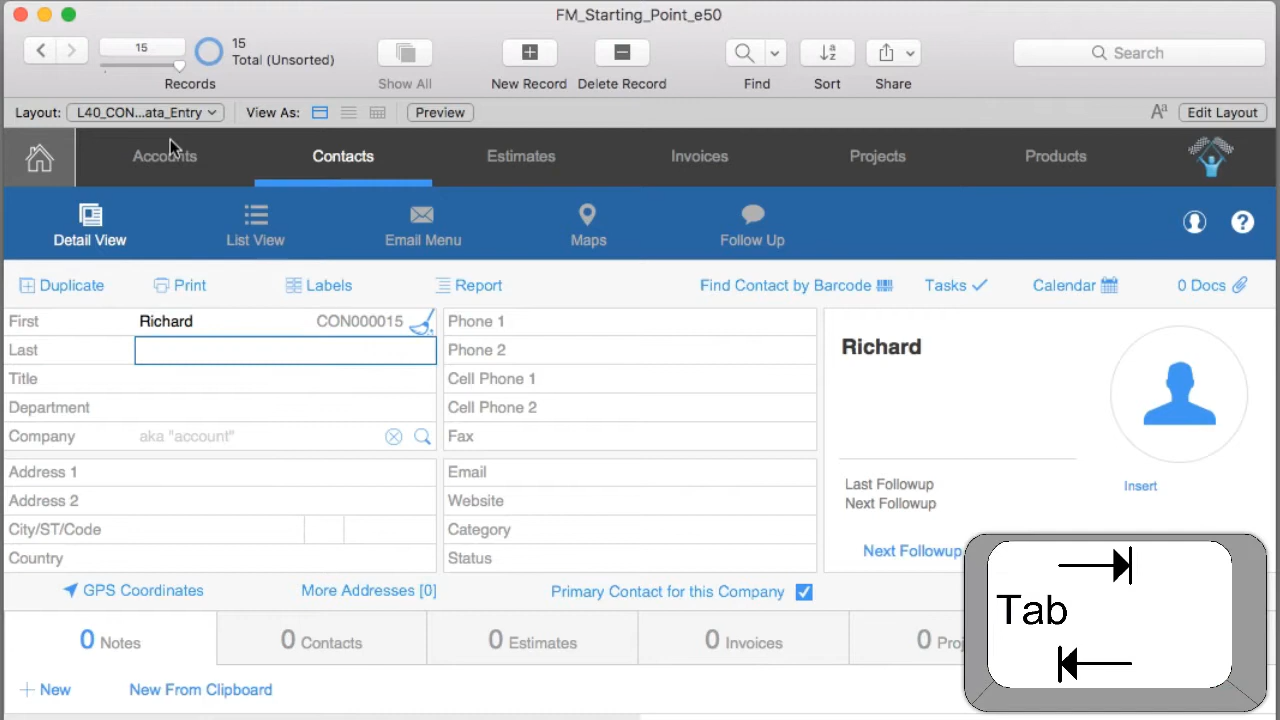 FM_Starting_Point_e50
15
15
Total (Unsorted)
Records
Show All
New Record
Delete Record
Find
Sort
Share
Search
Layout:
L40_CON...ata_Entry
View As:
Preview
Aa
Edit Layout
Accounts
Contacts
Estimates
Invoices
Projects
Products
Detail View
List View
Email Menu
Maps
Follow Up
?
Duplicate
Print
Labels
Report
Find Contact by Barcode
Tasks
Calendar
0 Docs
First
Richard
CON000015
Last
Title
Department
Company
aka "account"
Address 1
Address 2
City/ST/Code
Country
Phone 1
Phone 2
Cell Phone 1
Cell Phone 2
Fax
Email
Website
Category
Status
Richard
Last Followup
Next Followup
Insert
Next Followup
GPS Coordinates
More Addresses [0]
Primary Contact for this Company
0 Notes
0 Contacts
0 Estimates
0 Invoices
0 Proj
New
New From Clipboard
Tab